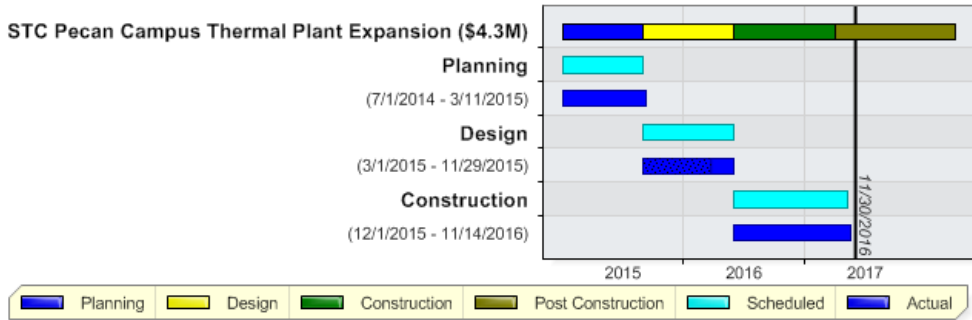 STC Pecan Campus Thermal Plant Expansion ($4.3M)
Planning
(7/1/2014 - 3/11/2015)
Design
(3/1/2015 - 11/29/2015)
Construction
(12/1/2015 - 11/14/2016)
11/30/2016
2015 2016 2017
Planning Design Construction Post Construction Scheduled Actual